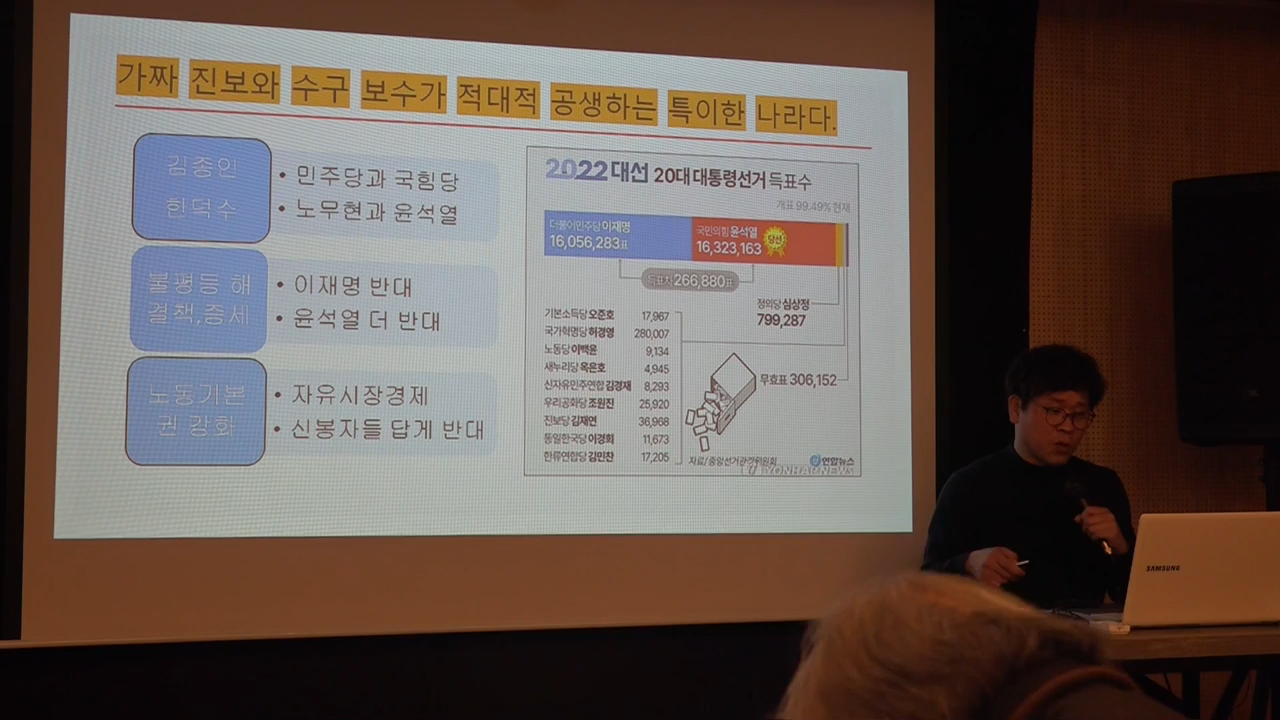 가짜 진보와 수구 보수가 적대적 공생하는 특이한 나라다.
김종인
한덕수
• 민주당과 국힘당
• 노무현과 윤석열
불평등 해
결책,증세
• 이재명 반대
• 윤석열 더 반대
노동기본
권 강화
• 자유시장경제
• 신봉자들 답게 반대
2022 대선 20대 대통령선거 득표수
개표 99.49% 현재
더불어민주당 이재명
16,056,283표
국민의힘 윤석열
16,323,163
당선!
득표차 266,880표
정의당 심상정
799,287
기본소득당 오준호 17,967
국가혁명당 허경영 280,007
노동당 이백윤 9,134
새누리당 옥은호 4,945
신자유민주연합 김경재 8,293
우리공화당 조원진 25,920
진보당 김재연 36,968
통일한국당 이경희 11,673
한류연합당 김민찬 17,205
무효표 306,152
자료/중앙선거관리위원회
연합뉴스
YONHAPNEWS
SAMSUNG